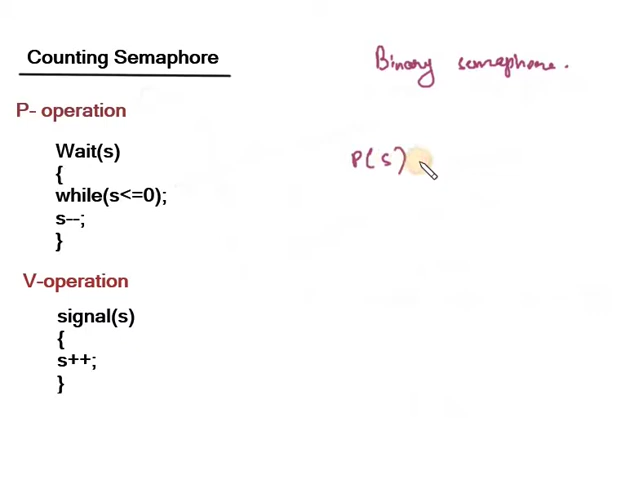 Counting Semaphore
P- operation
Wait(s)
{
while(s<=0);
s--;
}
V-operation
signal(s)
{
s++;
}
Binary semaphore.
P(s)